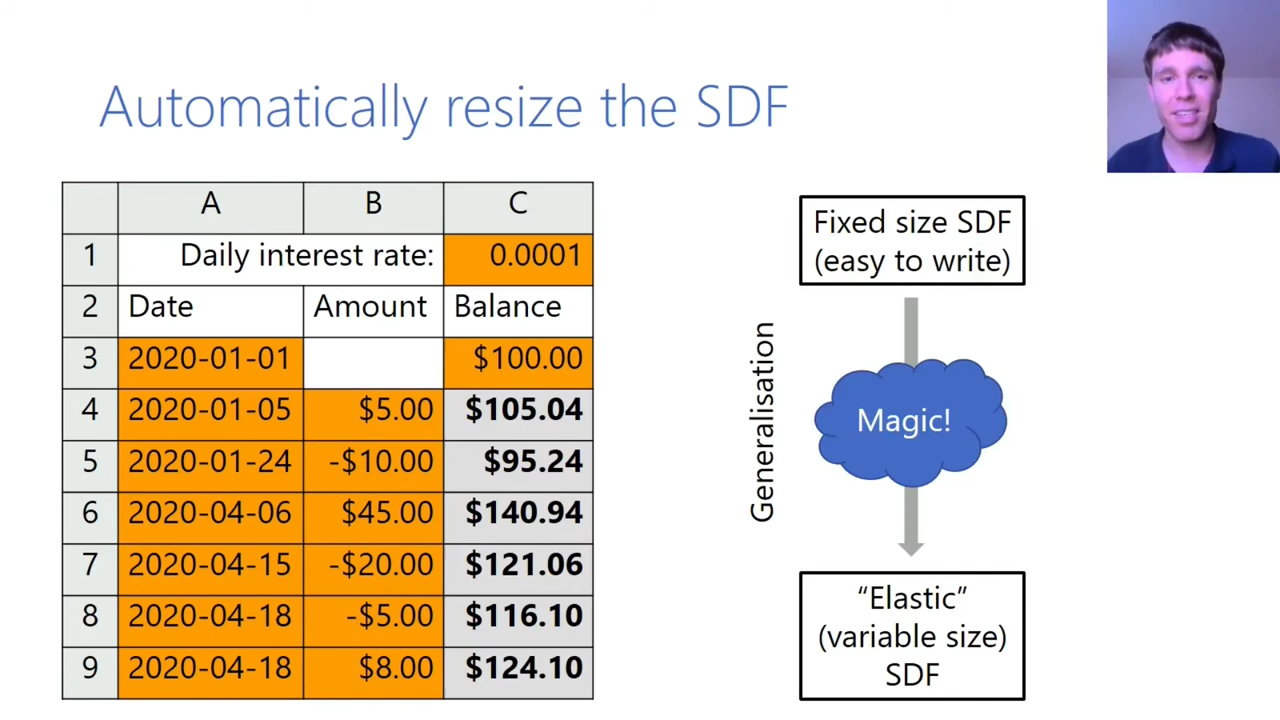 Automatically resize the SDF
A B C
1 Daily interest rate: 0.0001
2 Date Amount Balance
3 2020-01-01 $100.00
4 2020-01-05 $5.00 $105.04
5 2020-01-24 -$10.00 $95.24
6 2020-04-06 $45.00 $140.94
7 2020-04-15 -$20.00 $121.06
8 2020-04-18 -$5.00 $116.10
9 2020-04-18 $8.00 $124.10
Fixed size SDF
(easy to write)
Generalisation
Magic!
“Elastic”
(variable size)
SDF